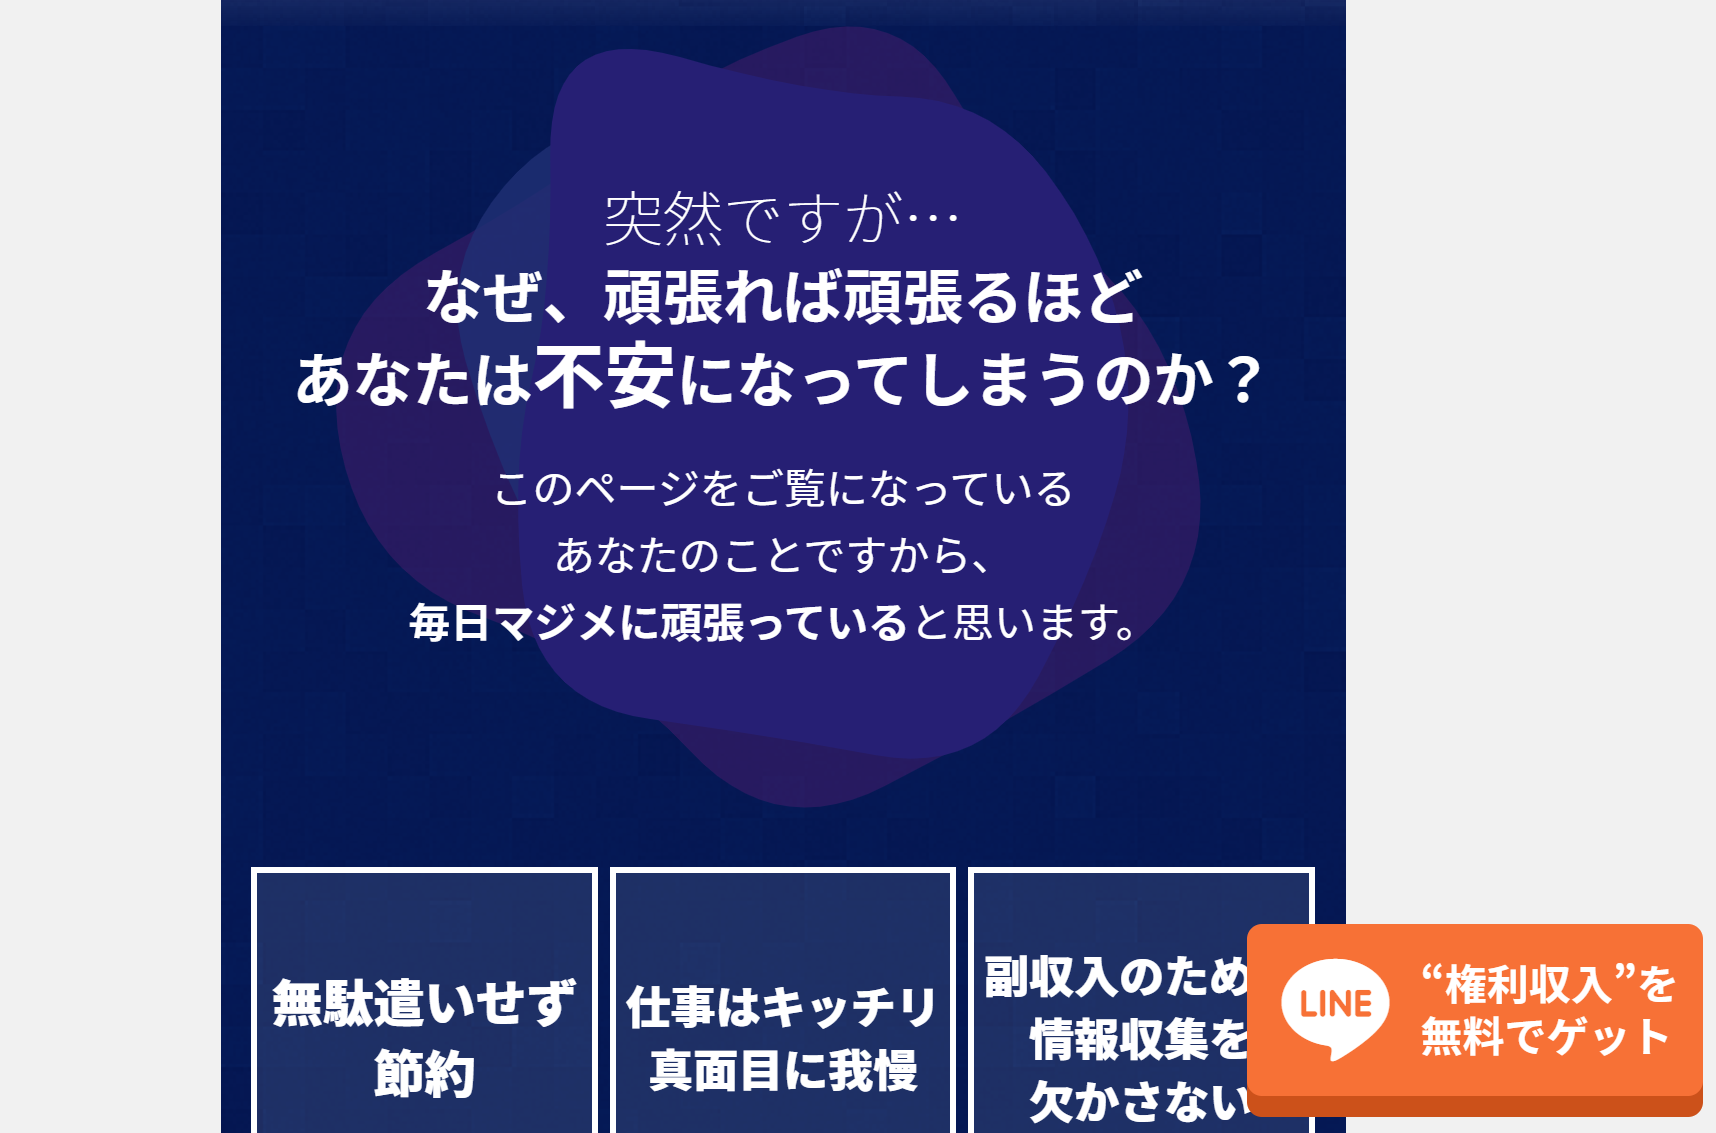 突然ですが…
なぜ、頑張れば頑張るほど
あなたは不安になってしまうのか？
このページをご覧になっている
あなたのことですから、
毎日マジメに頑張っていると思います。
無駄遣いせず
節約
仕事はキッチリ
真面目に我慢
副収入のため
情報収集を
欠かさない
LINE
“権利収入”を
無料でゲット